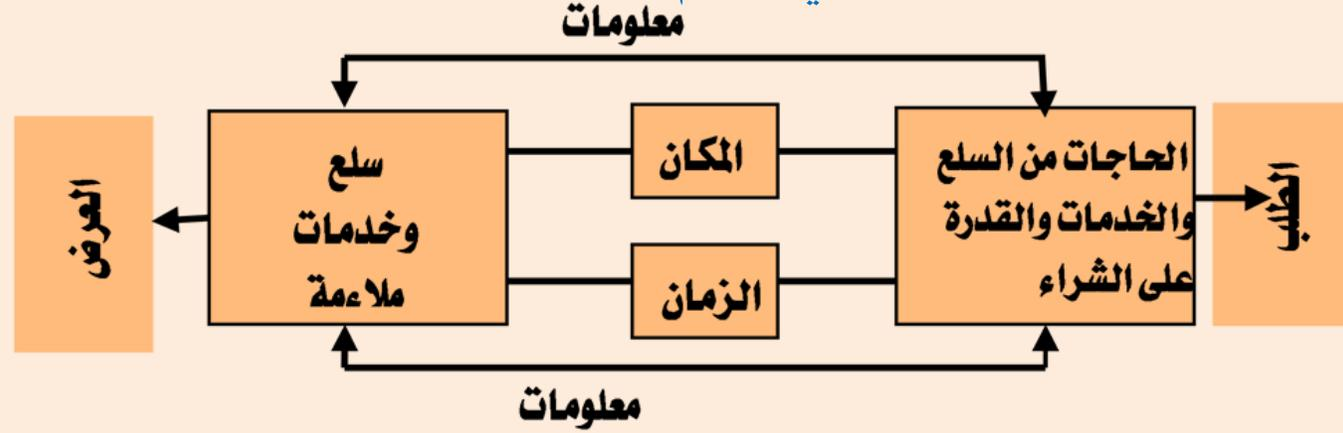 معلومات
الطلب
الحاجات من السلع
والخدمات والقدرة
على الشراء
المكان
الزمان
سلع
وخدمات
ملاءمة
العرض
معلومات